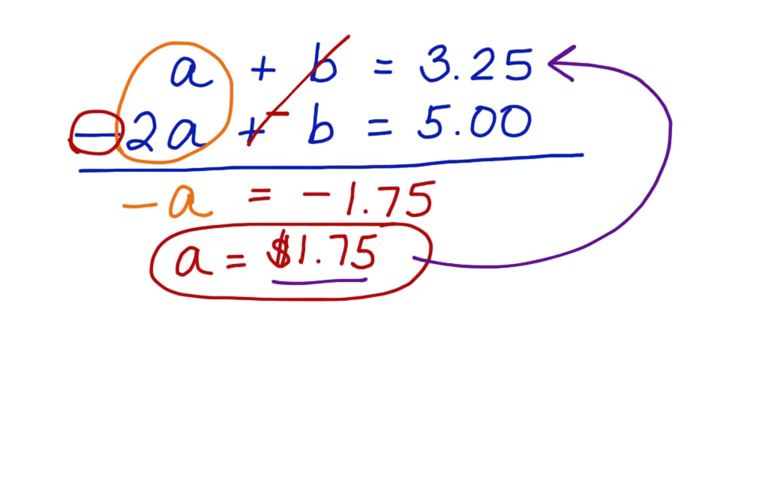 a + b = 3.25
- 2a + - b = 5.00
-a = -1.75
a = $1.75